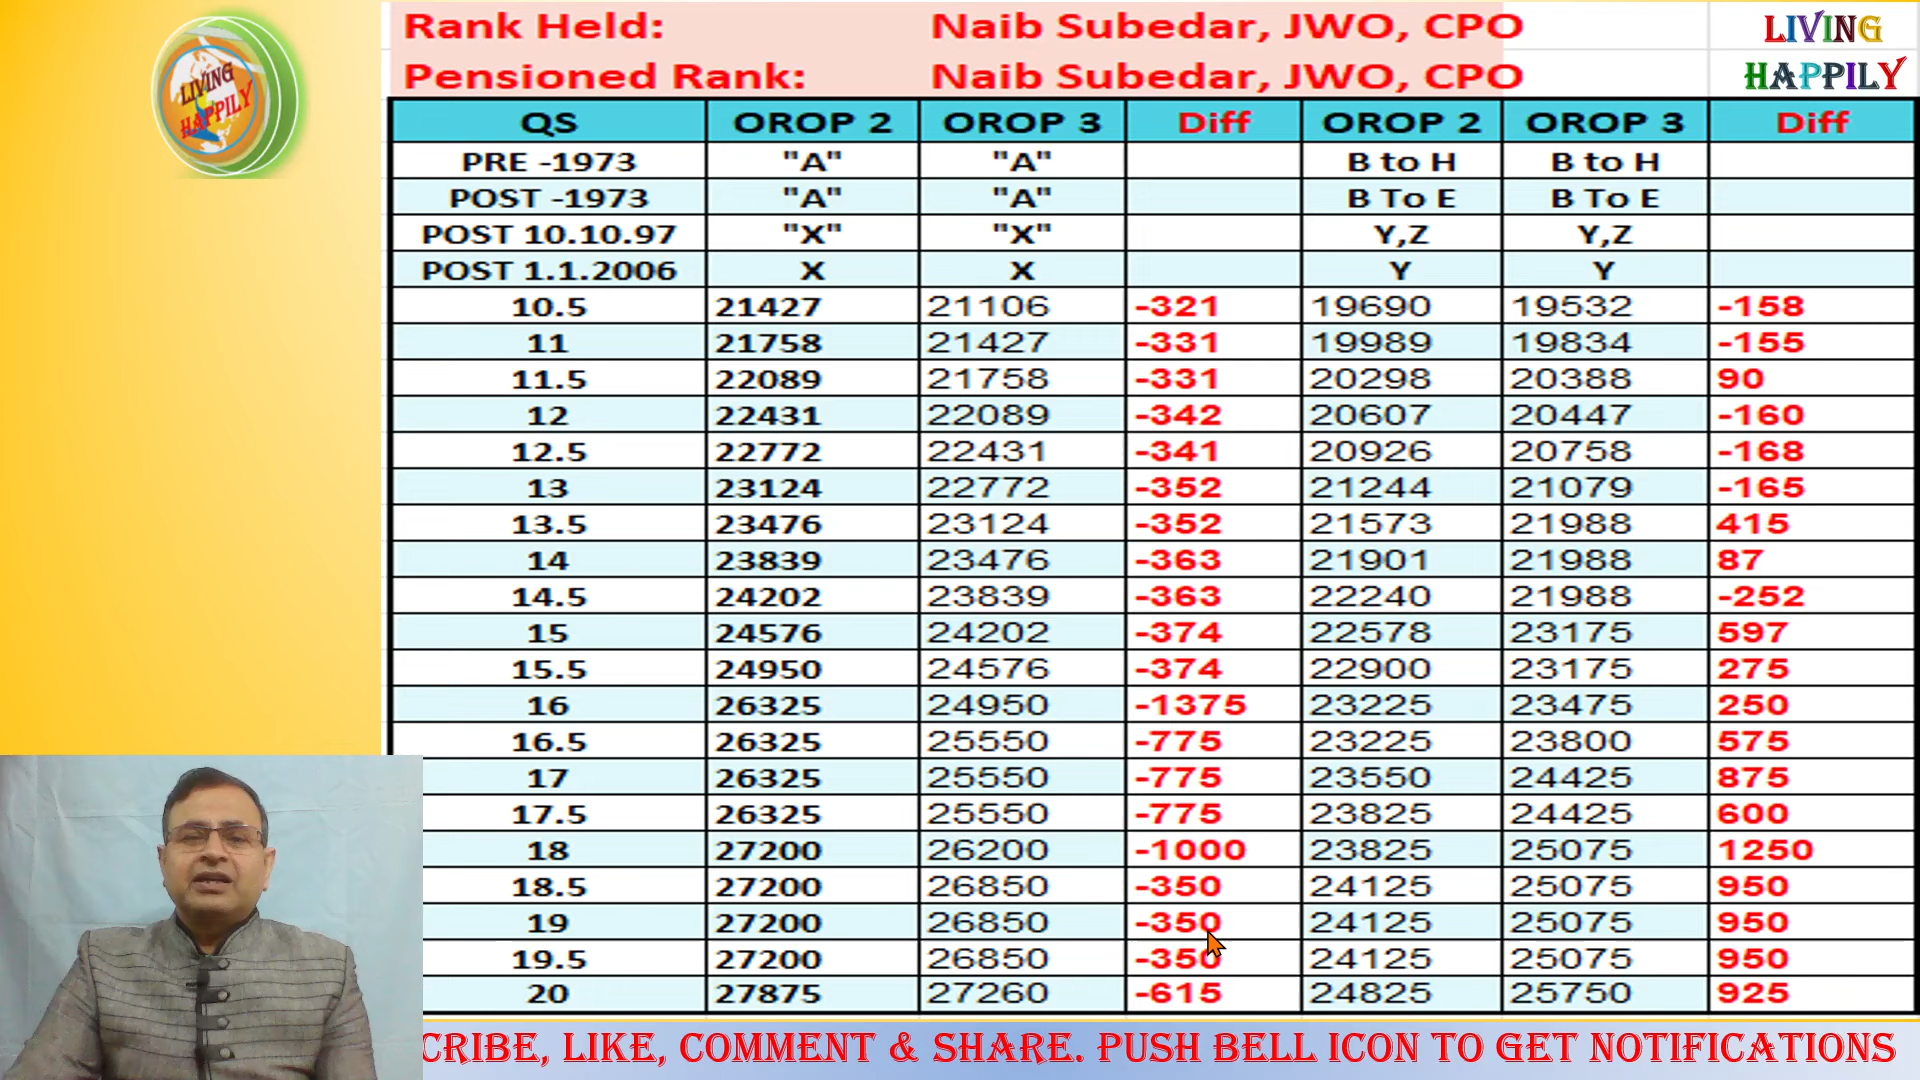 Rank Held: Naib Subedar, JWO, CPO
LIVING
Pensioned Rank: Naib Subedar, JWO, CPO
HAPPILY
LIVING
HAPPILY
QS OROP 2 OROP 3 Diff OROP 2 OROP 3 Diff
PRE -1973 "A" "A" B to H B to H
POST -1973 "A" "A" B To E B To E
POST 10.10.97 "X" "X" Y,Z Y,Z
POST 1.1.2006 X X Y Y
10.5 21427 21106 -321 19690 19532 -158
11 21758 21427 -331 19989 19834 -155
11.5 22089 21758 -331 20298 20388 90
12 22431 22089 -342 20607 20447 -160
12.5 22772 22431 -341 20926 20758 -168
13 23124 22772 -352 21244 21079 -165
13.5 23476 23124 -352 21573 21988 415
14 23839 23476 -363 21901 21988 87
14.5 24202 23839 -363 22240 21988 -252
15 24576 24202 -374 22578 23175 597
15.5 24950 24576 -374 22900 23175 275
16 26325 24950 -1375 23225 23475 250
16.5 26325 25550 -775 23225 23800 575
17 26325 25550 -775 23550 24425 875
17.5 26325 25550 -775 23825 24425 600
18 27200 26200 -1000 23825 25075 1250
18.5 27200 26850 -350 24125 25075 950
19 27200 26850 -350 24125 25075 950
19.5 27200 26850 -350 24125 25075 950
20 27875 27260 -615 24825 25750 925
CRIBE, LIKE, COMMENT & SHARE. PUSH BELL ICON TO GET NOTIFICATIONS